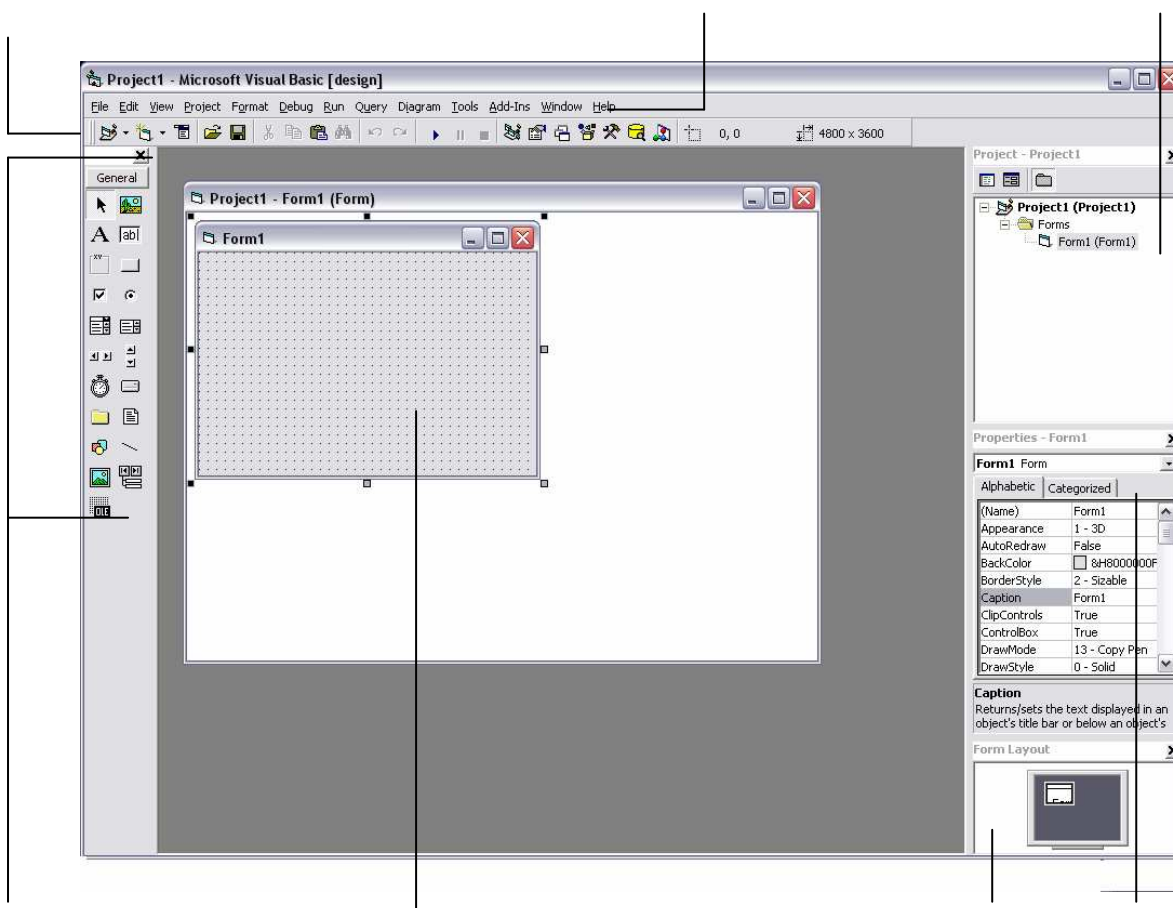 Project1 - Microsoft Visual Basic [design]
File Edit View Project Format Debug Run Query Diagram Tools Add-Ins Window Help
0, 0 4800 x 3600
General
A ab
XY
OLE
Project1 - Form1 (Form)
Form1
Project - Project1
Project1 (Project1)
Forms
Form1 (Form1)
Properties - Form1
Form1 Form
Alphabetic Categorized
(Name) Form1
Appearance 1 - 3D
AutoRedraw False
BackColor &H8000000F
BorderStyle 2 - Sizable
Caption Form1
ClipControls True
ControlBox True
DrawMode 13 - Copy Pen
DrawStyle 0 - Solid
Caption
Returns/sets the text displayed in an
object's title bar or below an object's
Form Layout